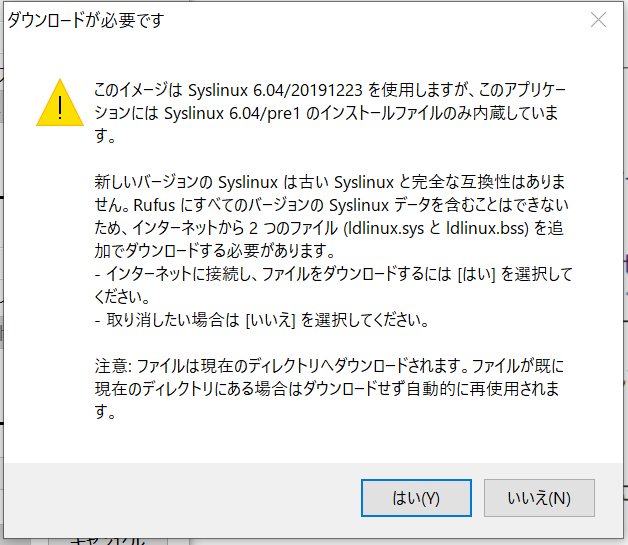 ダウンロードが必要です
このイメージは Syslinux 6.04/20191223 を使用しますが、このアプリケー
ションには Syslinux 6.04/pre1 のインストールファイルのみ内蔵していま
す。
新しいバージョンの Syslinux は古い Syslinux と完全な互換性はありま
せん。Rufus にすべてのバージョンの Syslinux データを含むことはできない
ため、インターネットから 2 つのファイル (ldlinux.sys と ldlinux.bss) を追
加でダウンロードする必要があります。
- インターネットに接続し、ファイルをダウンロードするには [はい] を選択して
ください。
- 取り消したい場合は [いいえ] を選択してください。
注意: ファイルは現在のディレクトリへダウンロードされます。ファイルが既に
現在のディレクトリにある場合はダウンロードせず自動的に再使用されま
す。
はい(Y)
いいえ(N)
キャンセル